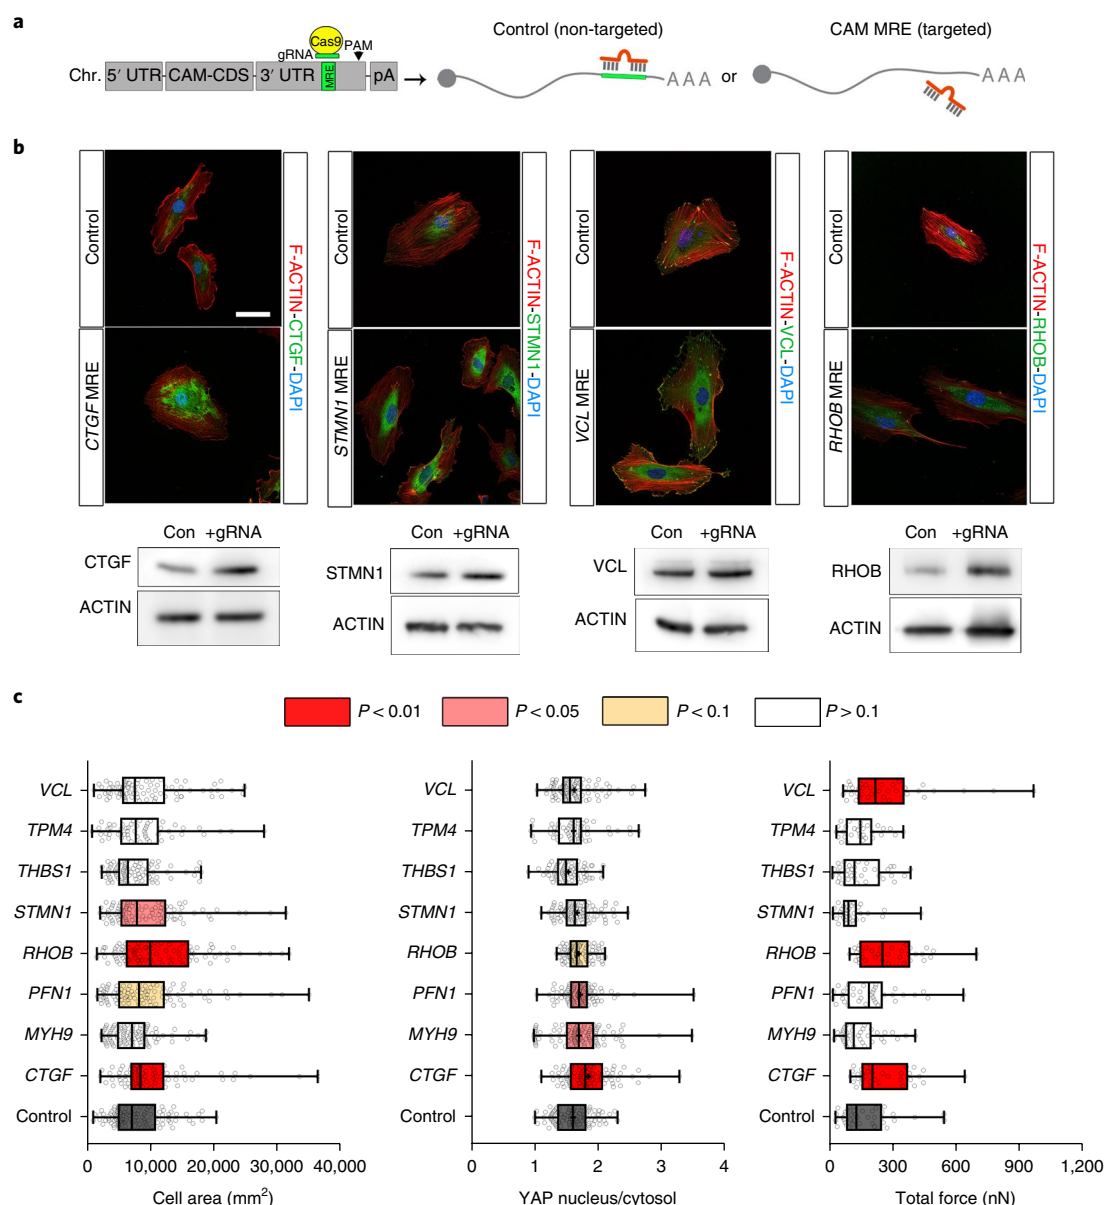 a
Control (non-targeted)
CAM MRE (targeted)
Cas9
gRNA
PAM
Chr.
5′ UTR
CAM-CDS
3′ UTR
MRE
pA
AAA
or
AAA
b
Control
F-ACTIN-CTGF-DAPI
CTGF MRE
Control
F-ACTIN-STMN1-DAPI
STMN1 MRE
Control
F-ACTIN-VCL-DAPI
VCL MRE
Control
F-ACTIN-RHOB-DAPI
RHOB MRE
Con +gRNA
CTGF
ACTIN
Con +gRNA
STMN1
ACTIN
Con +gRNA
VCL
ACTIN
Con +gRNA
RHOB
ACTIN
c
P < 0.01
P < 0.05
P < 0.1
P > 0.1
VCL
TPM4
THBS1
STMN1
RHOB
PFN1
MYH9
CTGF
Control
0 10,000 20,000 30,000 40,000
Cell area (mm²)
VCL
TPM4
THBS1
STMN1
RHOB
PFN1
MYH9
CTGF
Control
0 1 2 3 4
YAP nucleus/cytosol
VCL
TPM4
THBS1
STMN1
RHOB
PFN1
MYH9
CTGF
Control
0 300 600 900 1,200
Total force (nN)